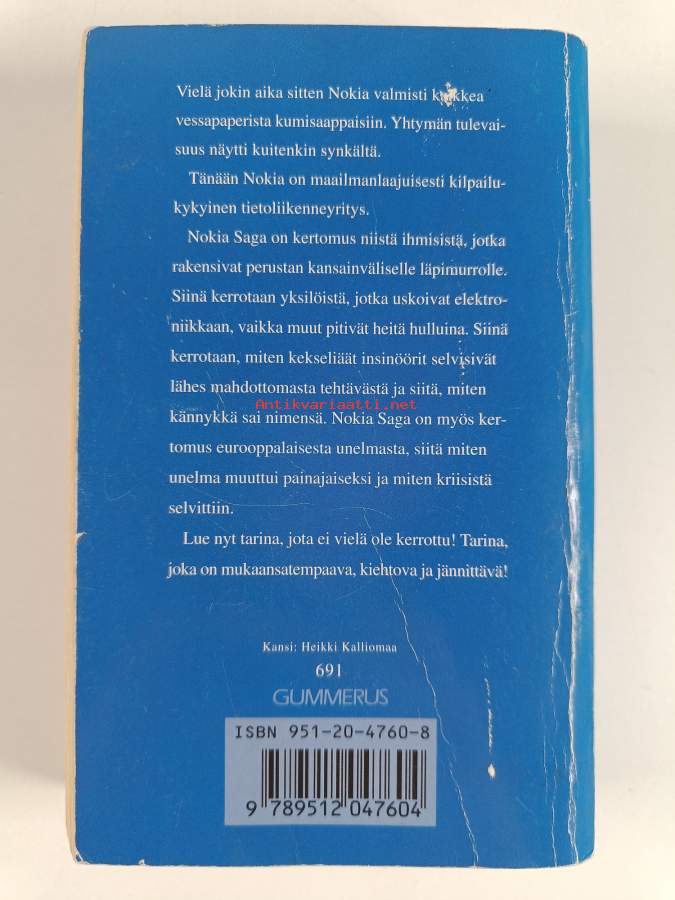 Vielä jokin aika sitten Nokia valmisti kaikkea
vessapaperista kumisaappaisiin. Yhtymän tulevai-
suus näytti kuitenkin synkältä.
Tänään Nokia on maailmanlaajuisesti kilpailu-
kykyinen tietoliikenneyritys.
Nokia Saga on kertomus niistä ihmisistä, jotka
rakensivat perustan kansainväliselle läpimurrolle.
Siinä kerrotaan yksilöistä, jotka uskoivat elektro-
niikkaan, vaikka muut pitivät heitä hulluina. Siinä
kerrotaan, miten kekseliäät insinöörit selvisivät
lähes mahdottomasta tehtävästä ja siitä, miten
Antikvariaatti.net
kännykkä sai nimensä. Nokia Saga on myös ker-
tomus eurooppalaisesta unelmasta, siitä miten
unelma muuttui painajaiseksi ja miten kriisistä
selvittiin.
Lue nyt tarina, jota ei vielä ole kerrottu! Tarina,
joka on mukaansatempaava, kiehtova ja jännittävä!
Kansi: Heikki Kalliomaa
691
GUMMERUS
ISBN 951-20-4760-8
9 789512 047604